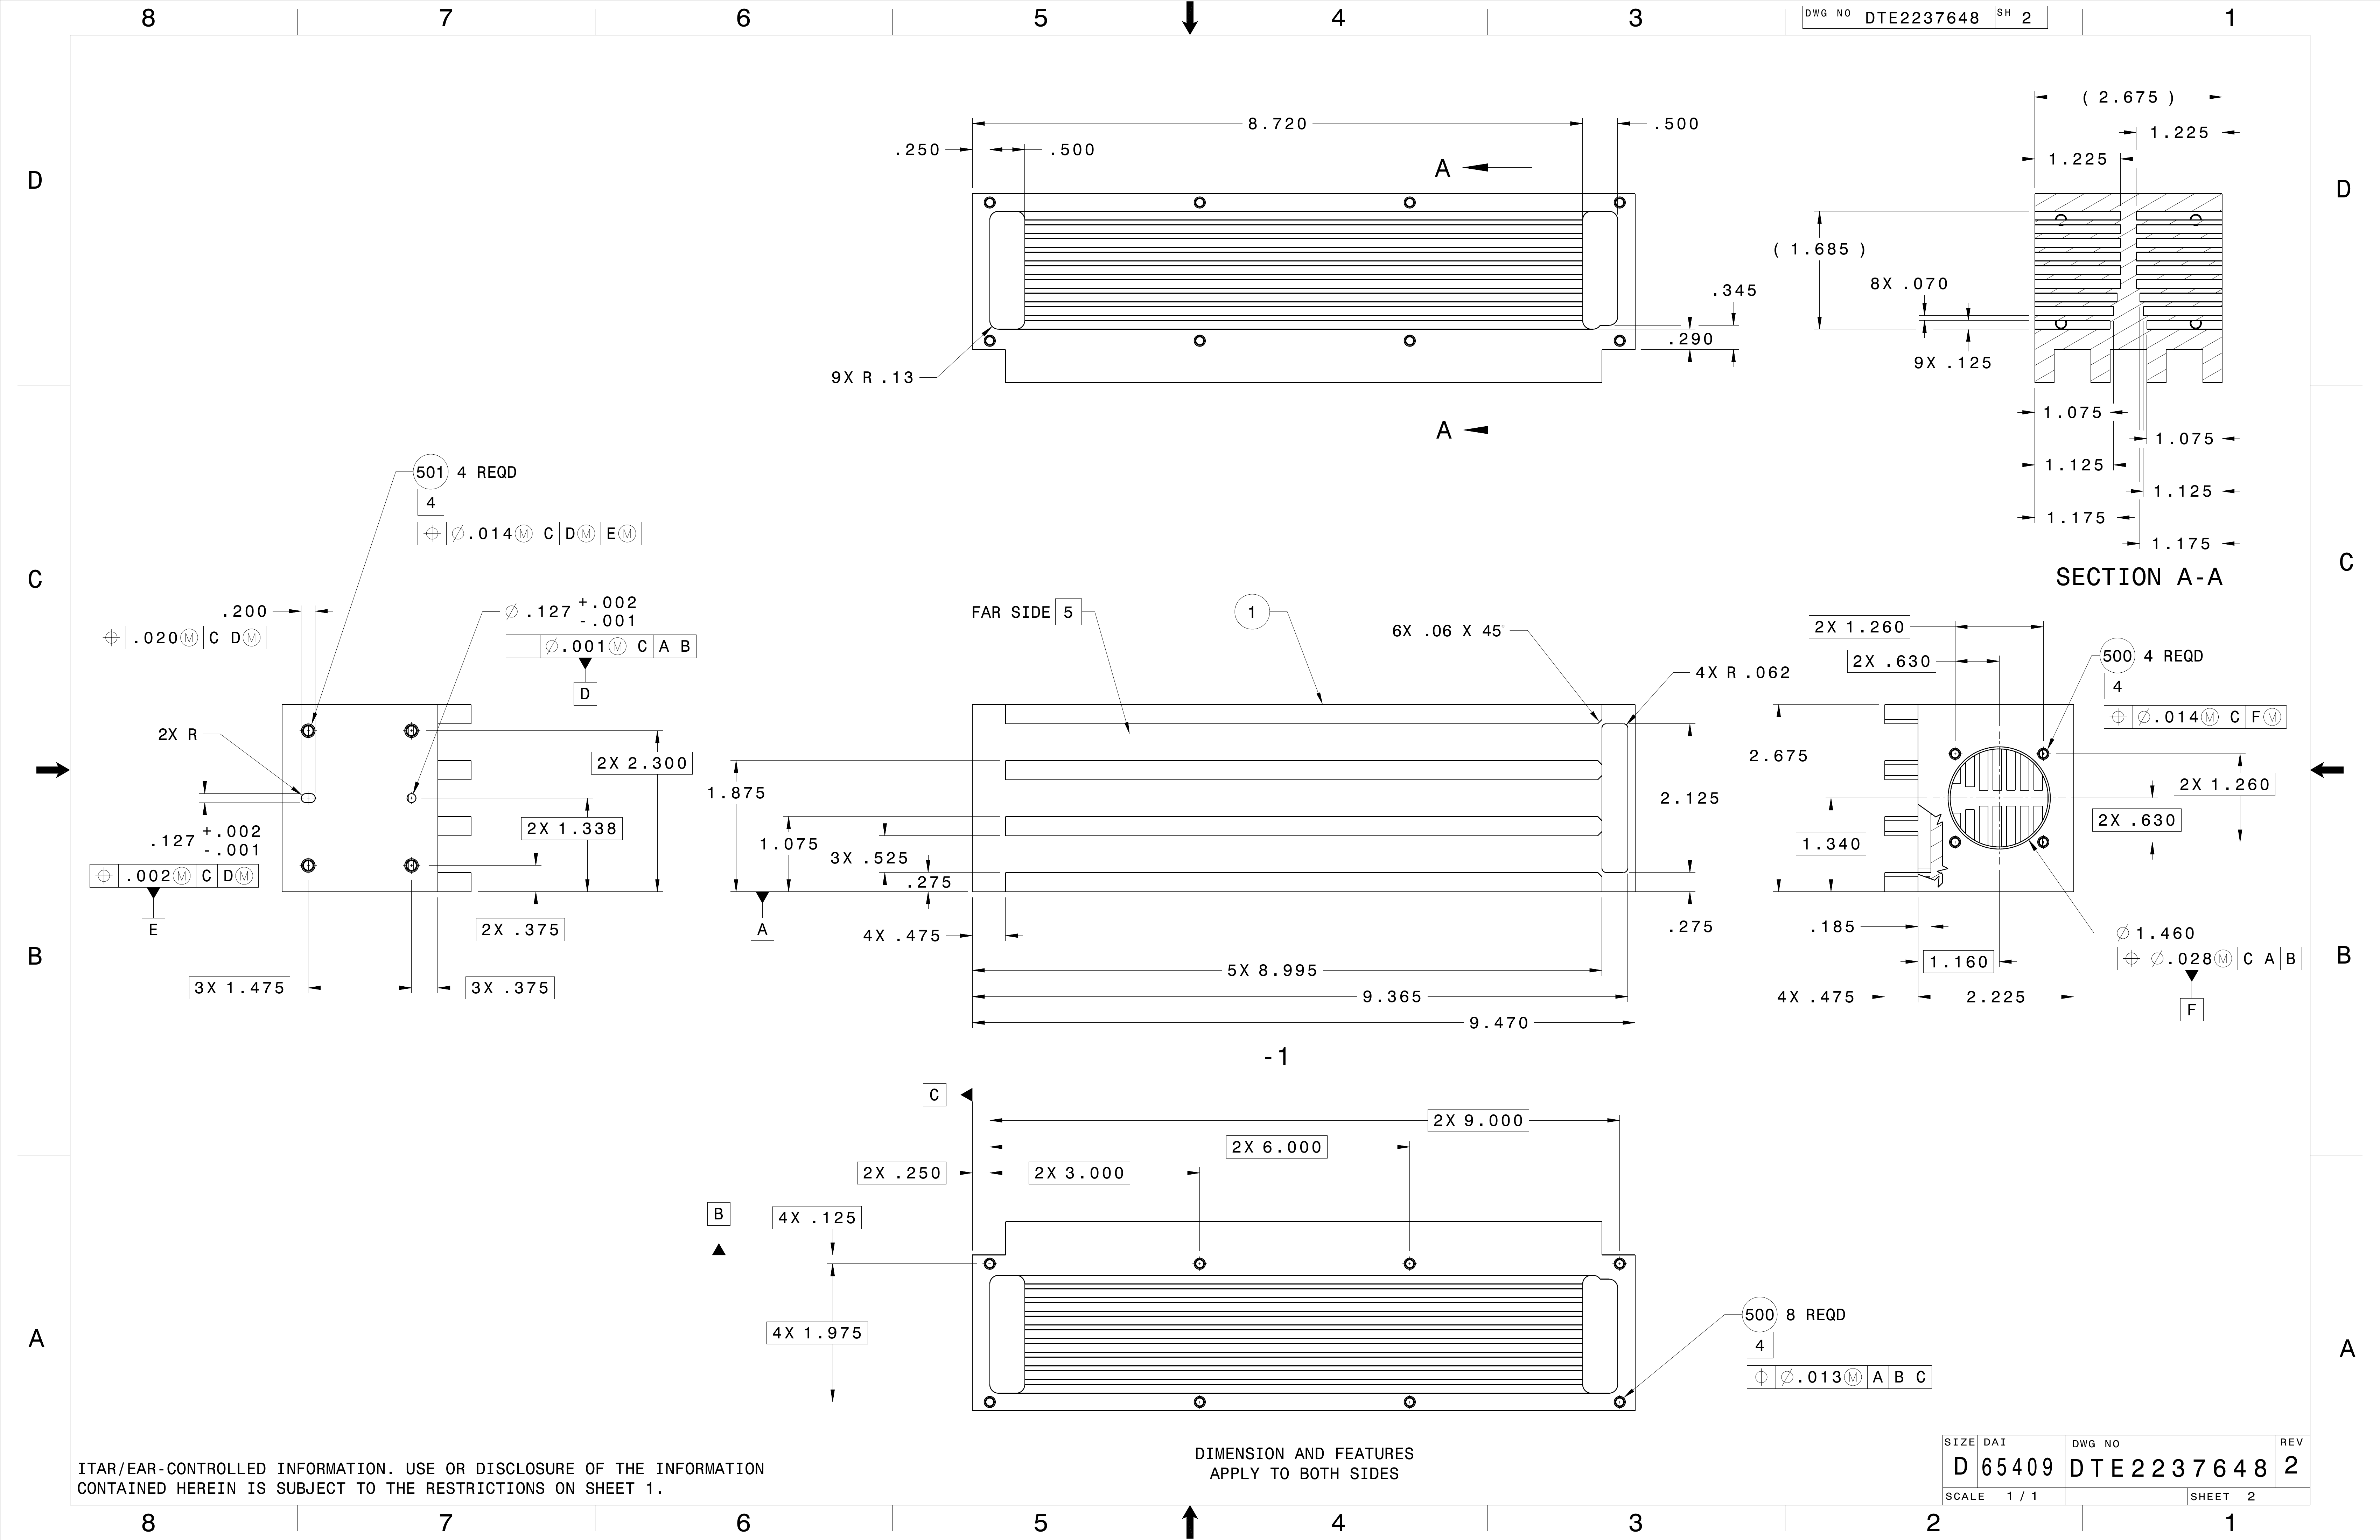 8 7 6 5 4 3 1
DWG NO DTE2237648 SH 2
D
D
8.720
.500
.250
.500
A
A
.345
.290
9X R .13
( 2.675 )
1.225
1.225
( 1.685 )
8X .070
9X .125
1.075
1.075
1.125
1.125
1.175
1.175
SECTION A-A
C
C
501 4 REQD
4
⌖ ⌀.014Ⓜ C DⓂ EⓂ
.200
⌖ .020Ⓜ C DⓂ
⌀ .127 +.002
-.001
⟂ ⌀.001Ⓜ C A B
D
2X R
2X 2.300
2X 1.338
.127 +.002
-.001
⌖ .002Ⓜ C DⓂ
E
2X .375
3X 1.475
3X .375
FAR SIDE 5
1
6X .06 X 45°
4X R .062
1.875
1.075
3X .525
.275
A
4X .475
2.125
.275
5X 8.995
9.365
9.470
-1
2X 1.260
2X .630
500 4 REQD
4
⌖ ⌀.014Ⓜ C FⓂ
2.675
2X 1.260
2X .630
1.340
.185
1.160
4X .475
2.225
⌀ 1.460
⌖ ⌀.028Ⓜ C A B
F
B
B
C
2X 9.000
2X 6.000
2X .250
2X 3.000
B
4X .125
4X 1.975
500 8 REQD
4
⌖ ⌀.013Ⓜ A B C
A
A
DIMENSION AND FEATURES
APPLY TO BOTH SIDES
ITAR/EAR-CONTROLLED INFORMATION. USE OR DISCLOSURE OF THE INFORMATION
CONTAINED HEREIN IS SUBJECT TO THE RESTRICTIONS ON SHEET 1.
SIZE DAI DWG NO REV
D 65409 DTE2237648 2
SCALE 1 / 1 SHEET 2
8 7 6 5 4 3 2 1